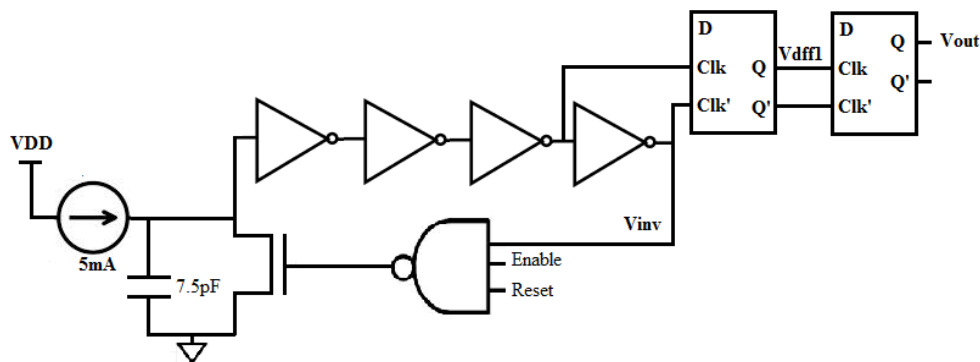 D
Q
Vout
Clk
Q
Vdff1
Clk'
Q'
D
Clk
Q'
Clk'
VDD
5mA
7.5pF
Vinv
Enable
Reset